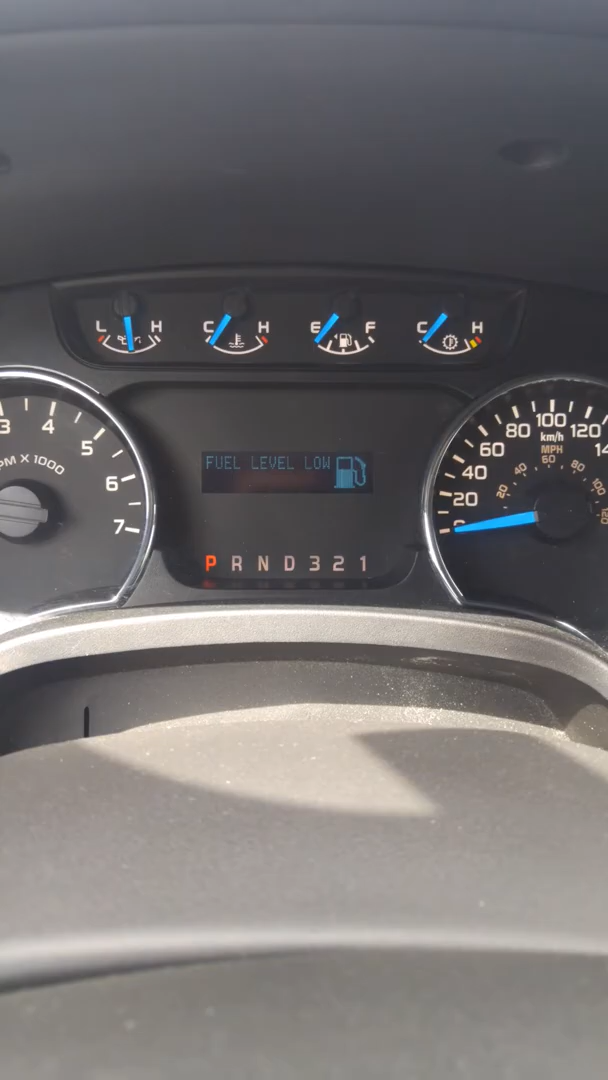 L H C H E F C H
3 4 5 6 7
PM X 1000
FUEL LEVEL LOW
P R N D 3 2 1
0 20 40 60 80 100 120 14
km/h
MPH
20 40 60 80 100 120